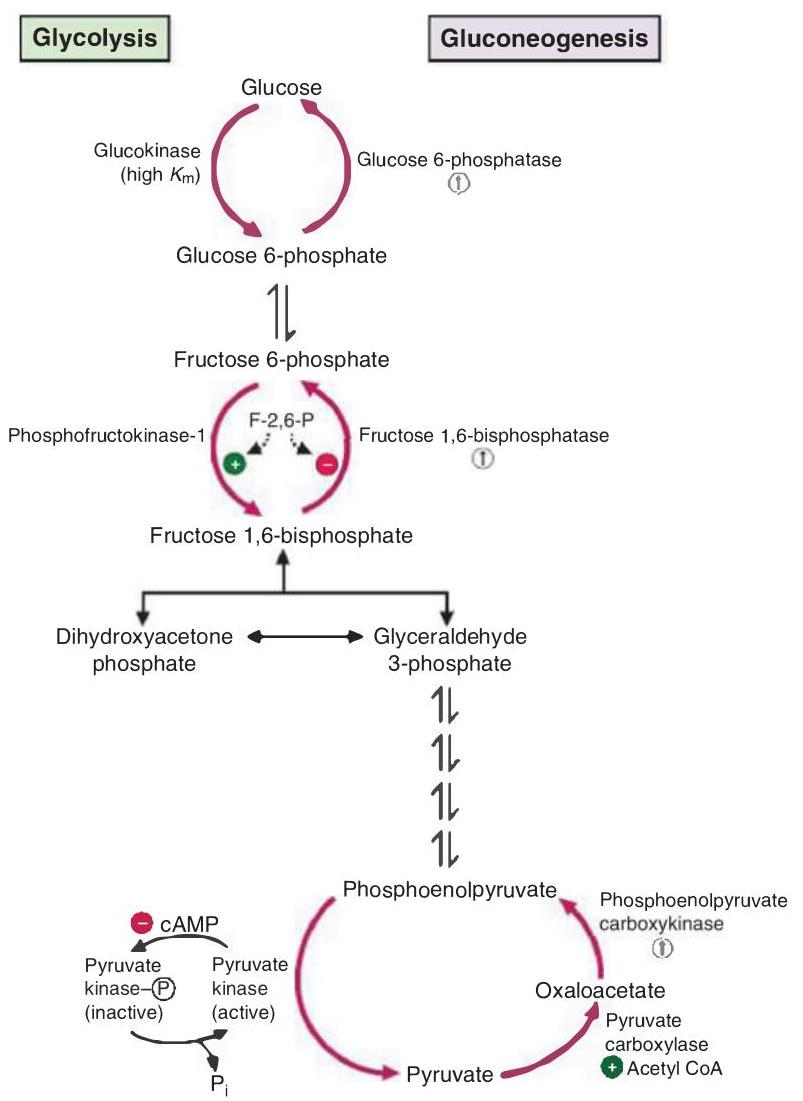 Glycolysis
Gluconeogenesis
Glucose
Glucokinase
(high Km)
Glucose 6-phosphatase
↑
Glucose 6-phosphate
Fructose 6-phosphate
F-2,6-P
Phosphofructokinase-1
+
−
Fructose 1,6-bisphosphatase
↑
Fructose 1,6-bisphosphate
Dihydroxyacetone
phosphate
Glyceraldehyde
3-phosphate
Phosphoenolpyruvate
Phosphoenolpyruvate
carboxykinase
↑
− cAMP
Pyruvate
kinase–P
(inactive)
Pyruvate
kinase
(active)
Pi
Oxaloacetate
Pyruvate
carboxylase
+ Acetyl CoA
Pyruvate